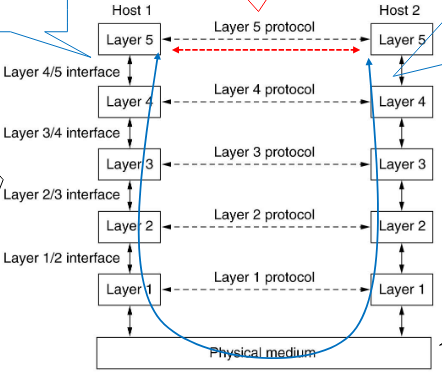 Host 1 Host 2
Layer 5 protocol
Layer 5 Layer 5
Layer 4/5 interface
Layer 4 Layer 4 protocol Layer 4
Layer 3/4 interface
Layer 3 Layer 3 protocol Layer 3
Layer 2/3 interface
Layer 2 Layer 2 protocol Layer 2
Layer 1/2 interface
Layer 1 Layer 1 protocol Layer 1
Physical medium